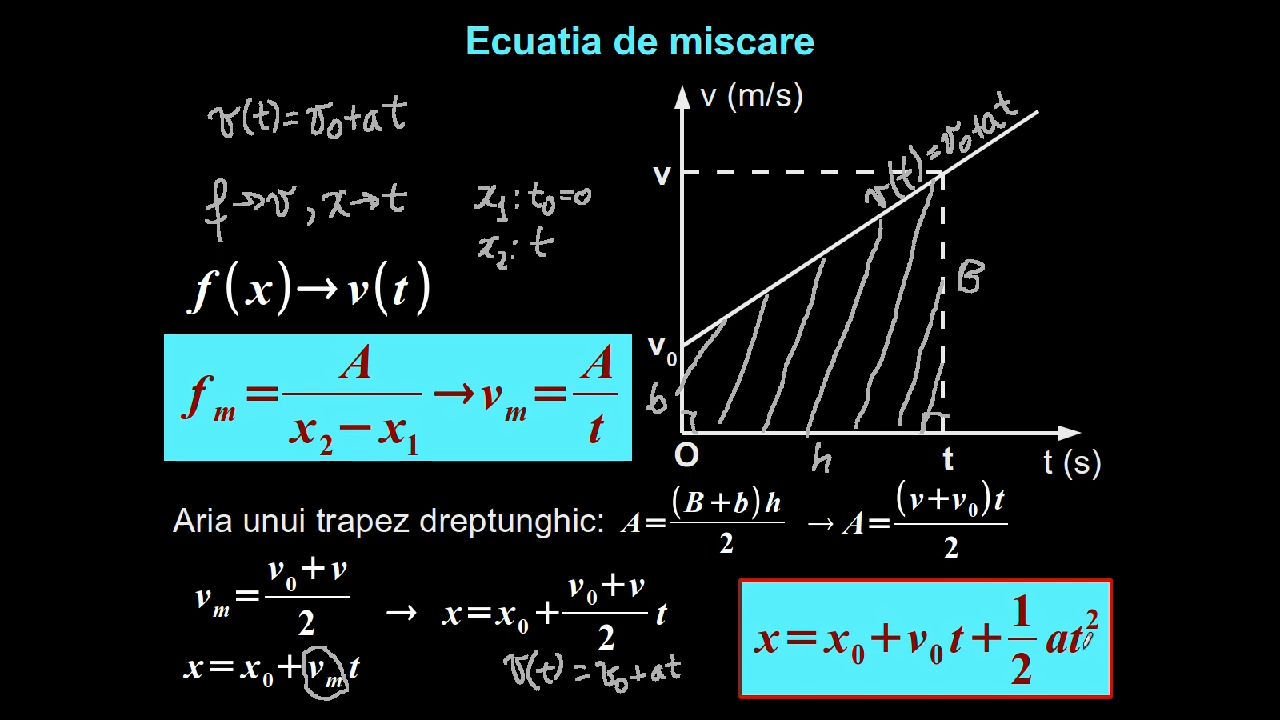 Ecuatia de miscare
v(t)=v₀+at
f→v, x→t
x₁: t₀=0
x₂: t
f(x)→v(t)
fₘ=A/(x₂−x₁)→vₘ=A/t
v (m/s)
v(t)=v₀+at
v
B
v₀
b
O
h
t
t (s)
Aria unui trapez dreptunghic: A=(B+b)h/2 → A=(v+v₀)t/2
vₘ=(v₀+v)/2 → x=x₀+(v₀+v)/2 t
x=x₀+vₘt
v(t)=v₀+at
x=x₀+v₀t+1/2 at²